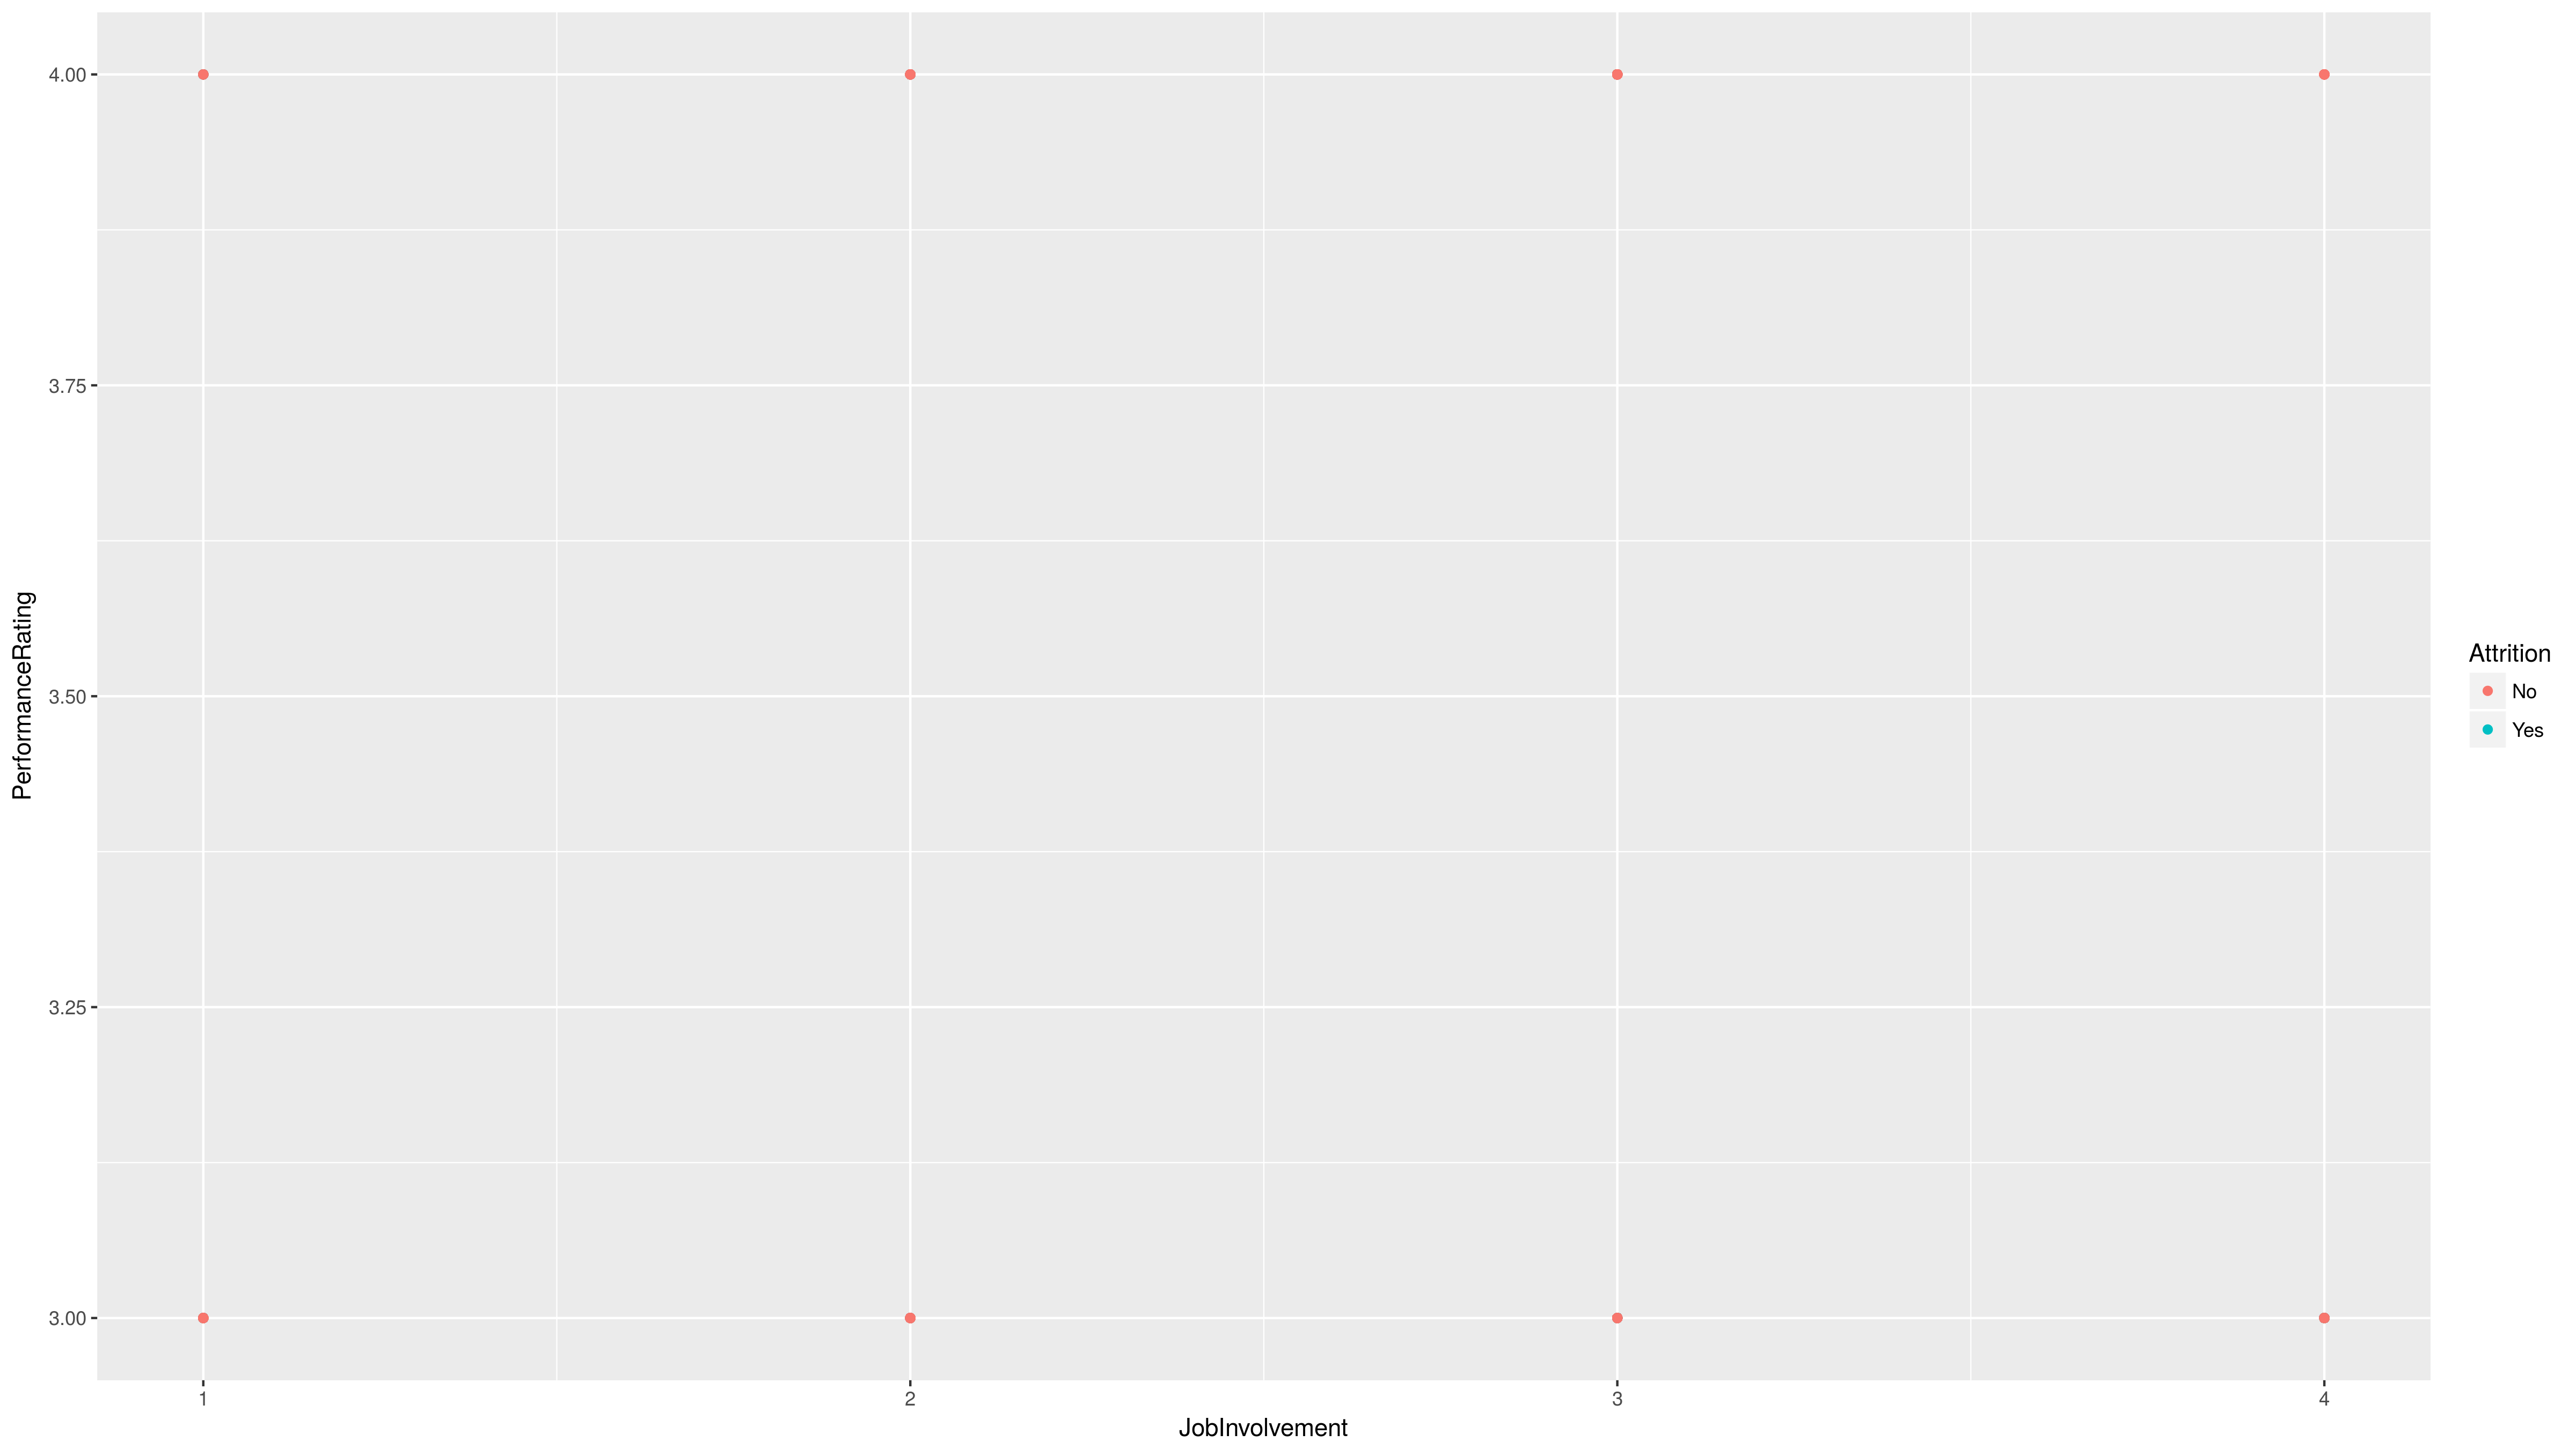 PerformanceRating
4.00
3.75
3.50
3.25
3.00
1 2 3 4
JobInvolvement
Attrition
No
Yes